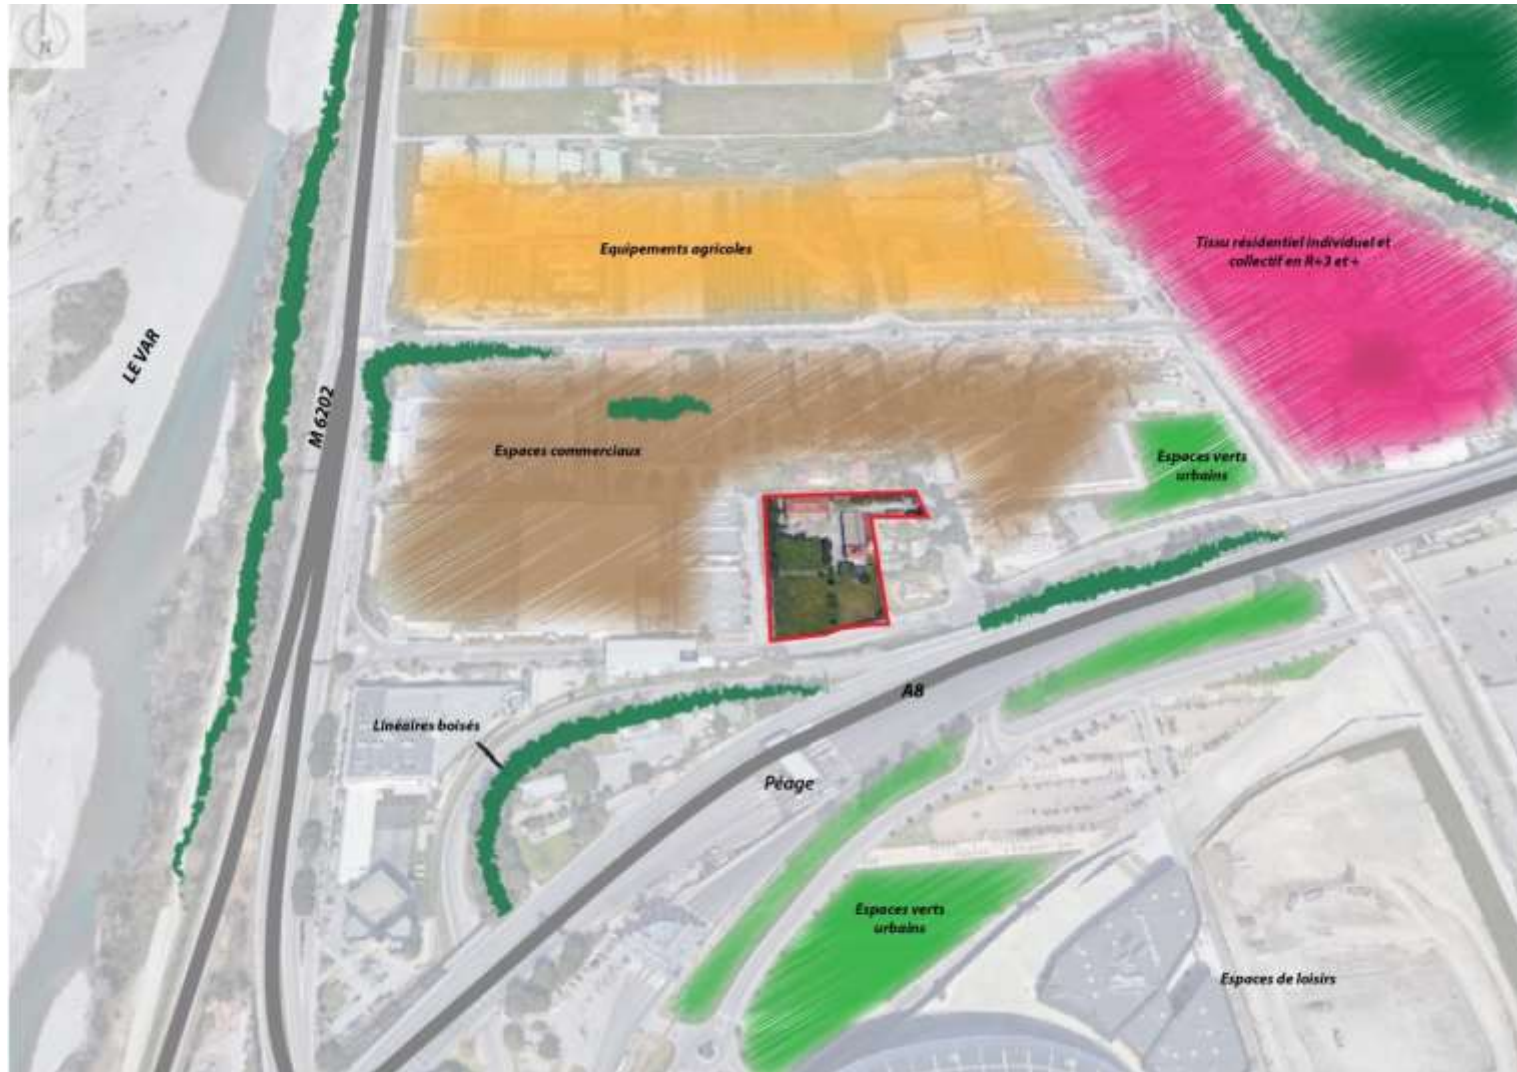 N
Equipements agricoles
Tissu résidentiel individuel et
collectif en R+3 et +
LE VAR
M 6202
Espaces commerciaux
Espaces verts
urbains
A8
Linéaires boisés
Péage
Espaces verts
urbains
Espaces de loisirs